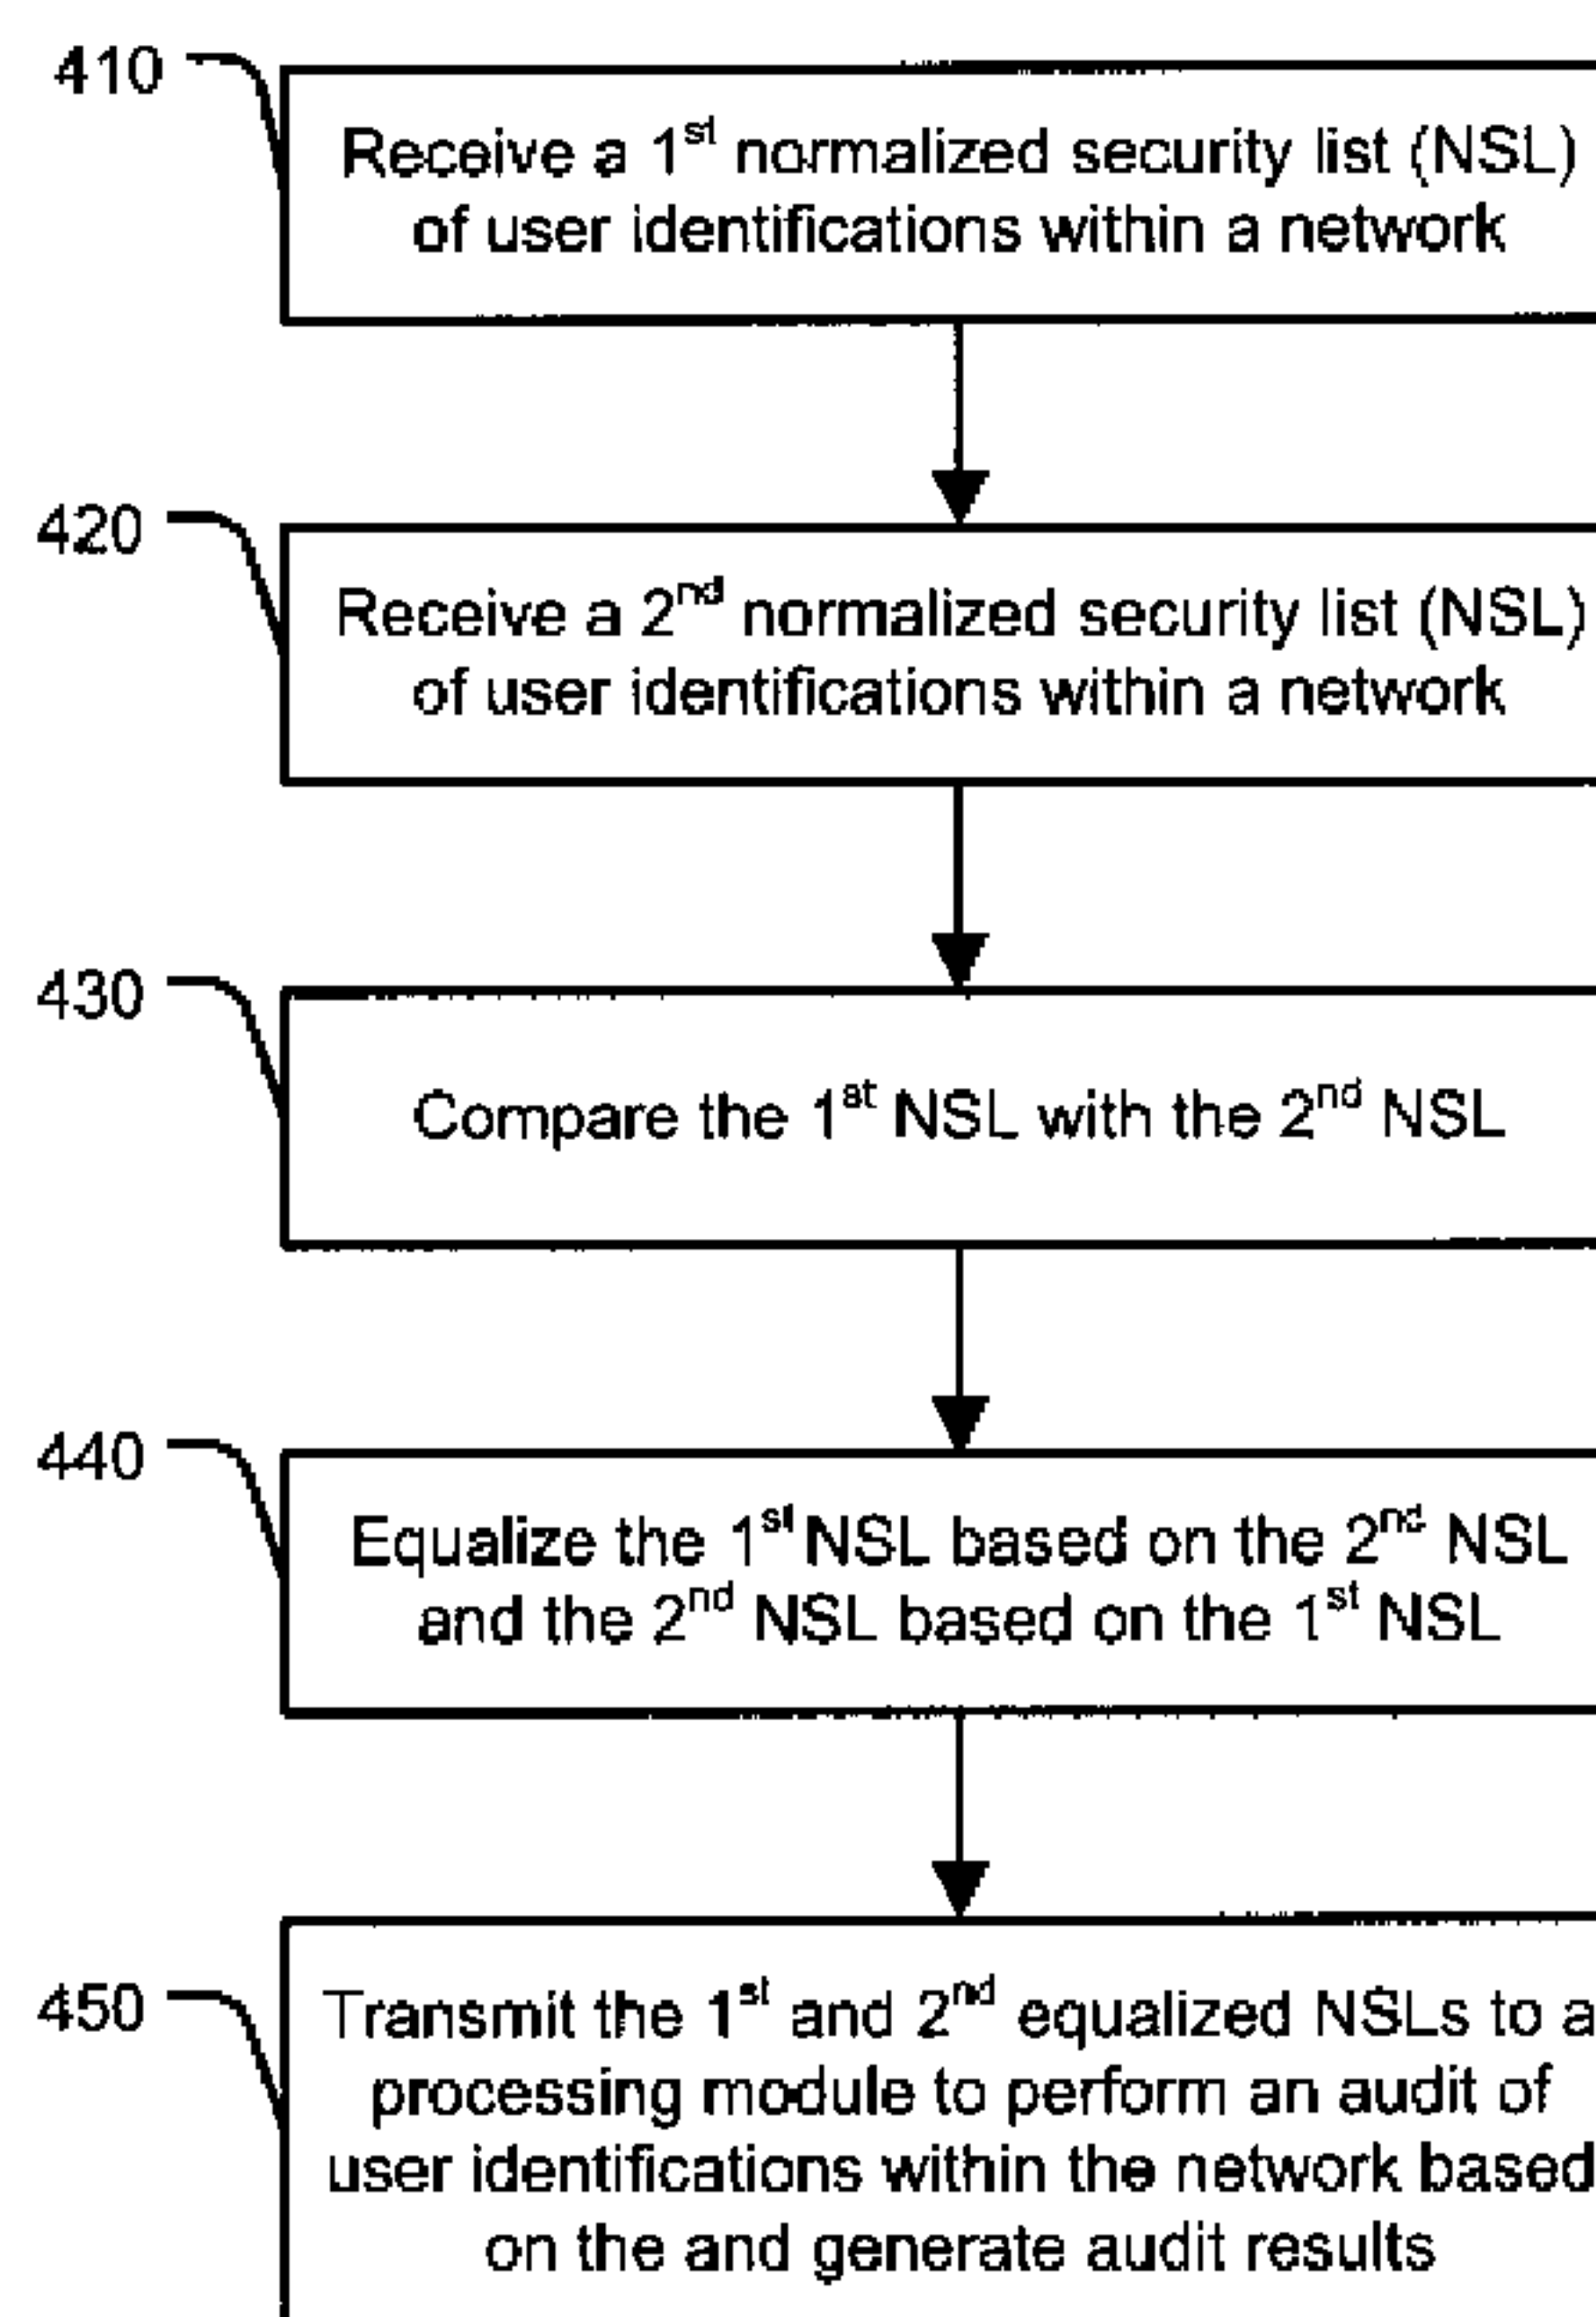 410
Receive a 1st normalized security list (NSL)
of user identifications within a network
420
Receive a 2nd normalized security list (NSL)
of user identifications within a network
430
Compare the 1st NSL with the 2nd NSL
440
Equalize the 1st NSL based on the 2nd NSL
and the 2nd NSL based on the 1st NSL
450
Transmit the 1st and 2nd equalized NSLs to a
processing module to perform an audit of
user identifications within the network based
on the and generate audit results